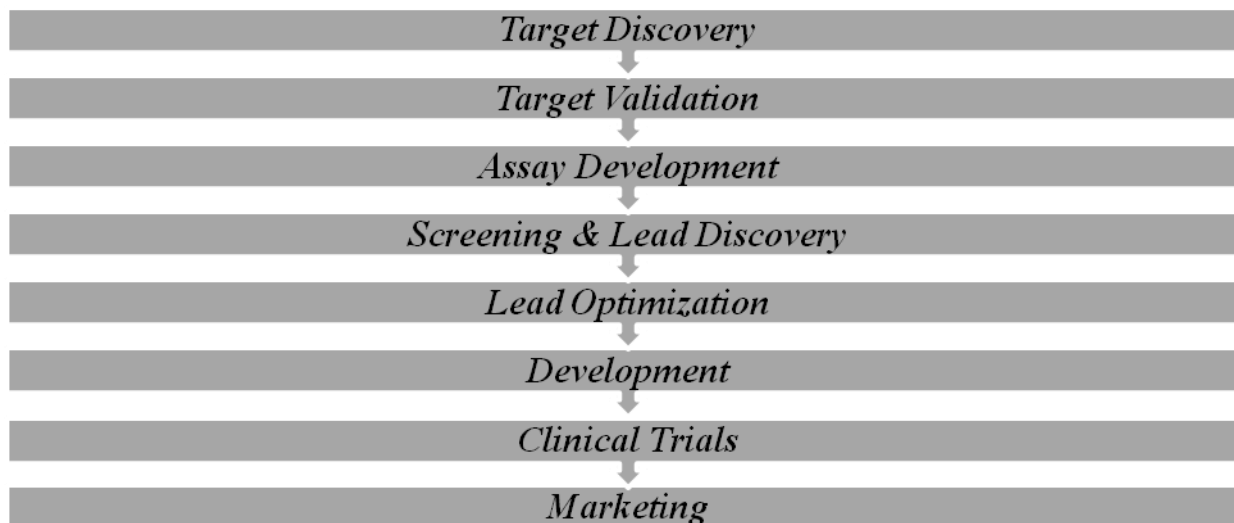 Target Discovery
Target Validation
Assay Development
Screening & Lead Discovery
Lead Optimization
Development
Clinical Trials
Marketing